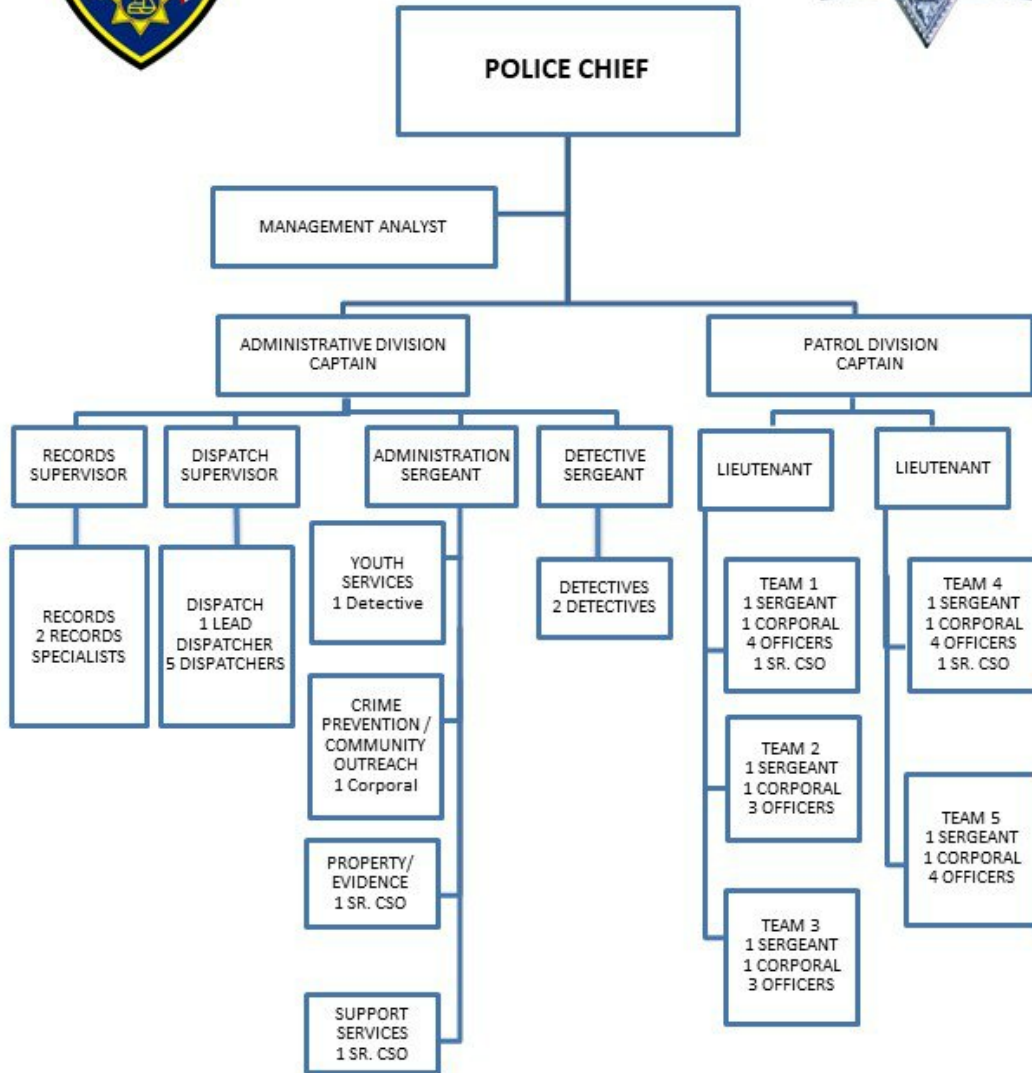 POLICE CHIEF
MANAGEMENT ANALYST
ADMINISTRATIVE DIVISION
CAPTAIN
PATROL DIVISION
CAPTAIN
RECORDS
SUPERVISOR
DISPATCH
SUPERVISOR
ADMINISTRATION
SERGEANT
DETECTIVE
SERGEANT
LIEUTENANT
LIEUTENANT
RECORDS
2 RECORDS
SPECIALISTS
DISPATCH
1 LEAD
DISPATCHER
5 DISPATCHERS
YOUTH
SERVICES
1 Detective
CRIME
PREVENTION /
COMMUNITY
OUTREACH
1 Corporal
PROPERTY/
EVIDENCE
1 SR. CSO
SUPPORT
SERVICES
1 SR. CSO
DETECTIVES
2 DETECTIVES
TEAM 1
1 SERGEANT
1 CORPORAL
4 OFFICERS
1 SR. CSO
TEAM 2
1 SERGEANT
1 CORPORAL
3 OFFICERS
TEAM 3
1 SERGEANT
1 CORPORAL
3 OFFICERS
TEAM 4
1 SERGEANT
1 CORPORAL
4 OFFICERS
1 SR. CSO
TEAM 5
1 SERGEANT
1 CORPORAL
4 OFFICERS